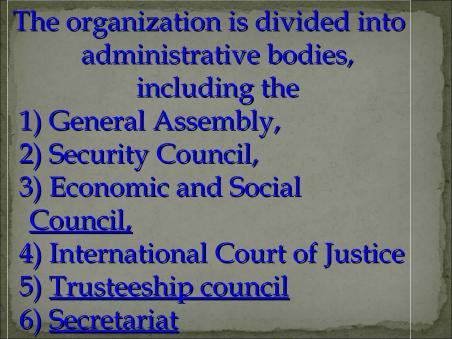 The organization is divided into
administrative bodies,
including the
1) General Assembly,
2) Security Council,
3) Economic and Social
Council,
4) International Court of Justice
5) Trusteeship council
6) Secretariat